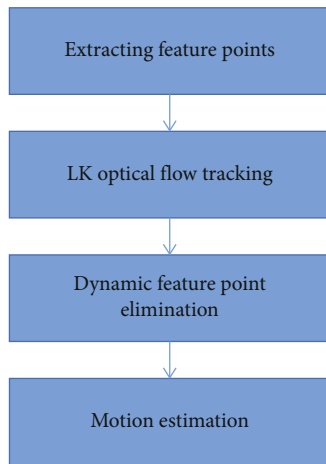 Extracting feature points
LK optical flow tracking
Dynamic feature point
elimination
Motion estimation